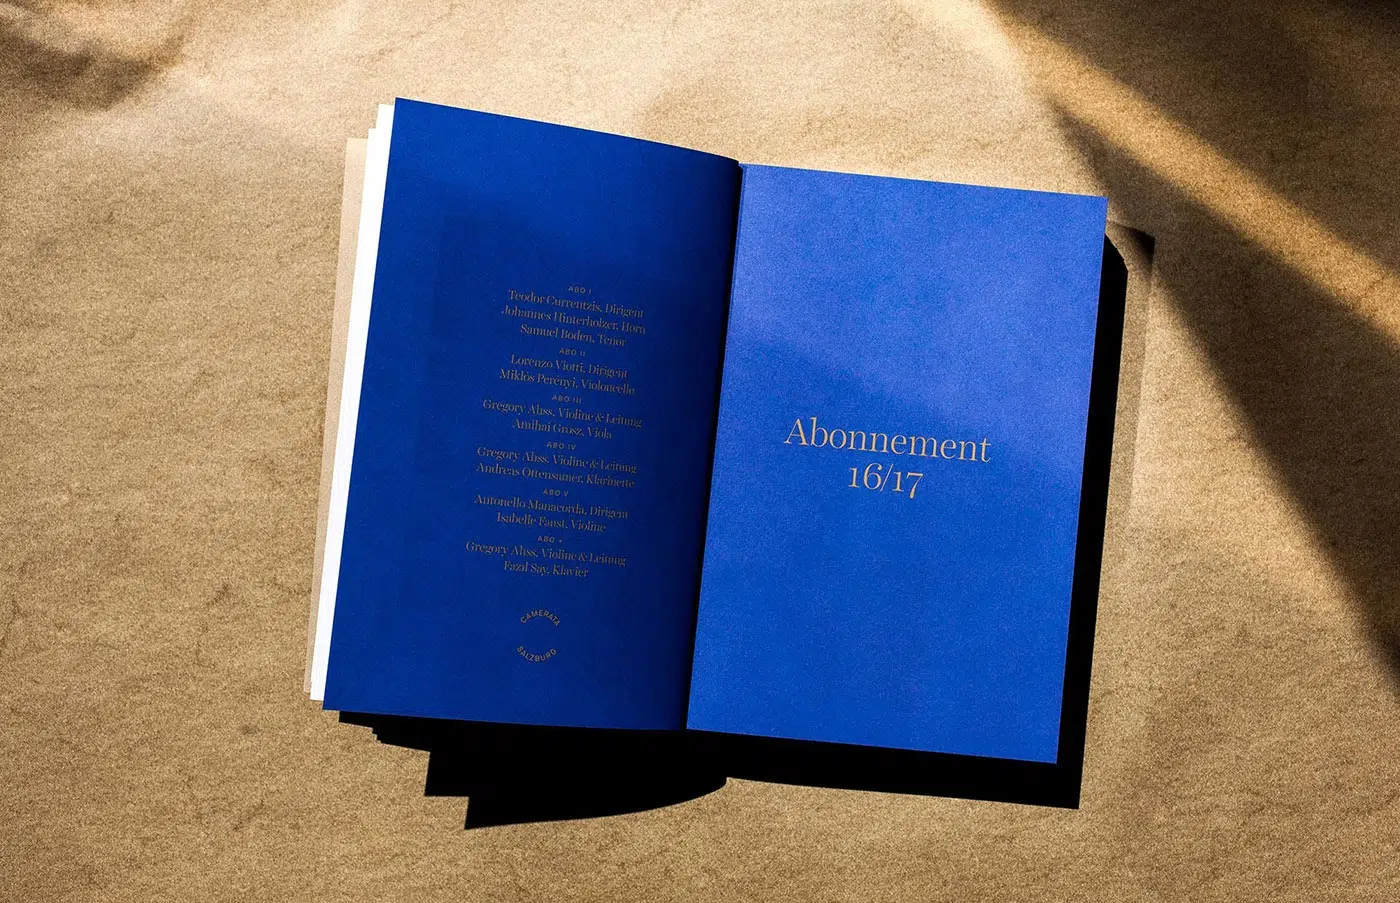 ABO I
Teodor Currentzis, Dirigent
Johannes Hinterholzer, Horn
Samuel Boden, Tenor
ABO II
Lorenzo Viotti, Dirigent
Miklós Perényi, Violoncello
ABO III
Gregory Ahss, Violine & Leitung
Amihai Grosz, Viola
ABO IV
Gregory Ahss, Violine & Leitung
Andreas Ottensamer, Klarinette
ABO V
Antonello Manacorda, Dirigent
Isabelle Faust, Violine
ABO +
Gregory Ahss, Violine & Leitung
Fazil Say, Klavier
CAMERATA
SALZBURG
Abonnement
16/17